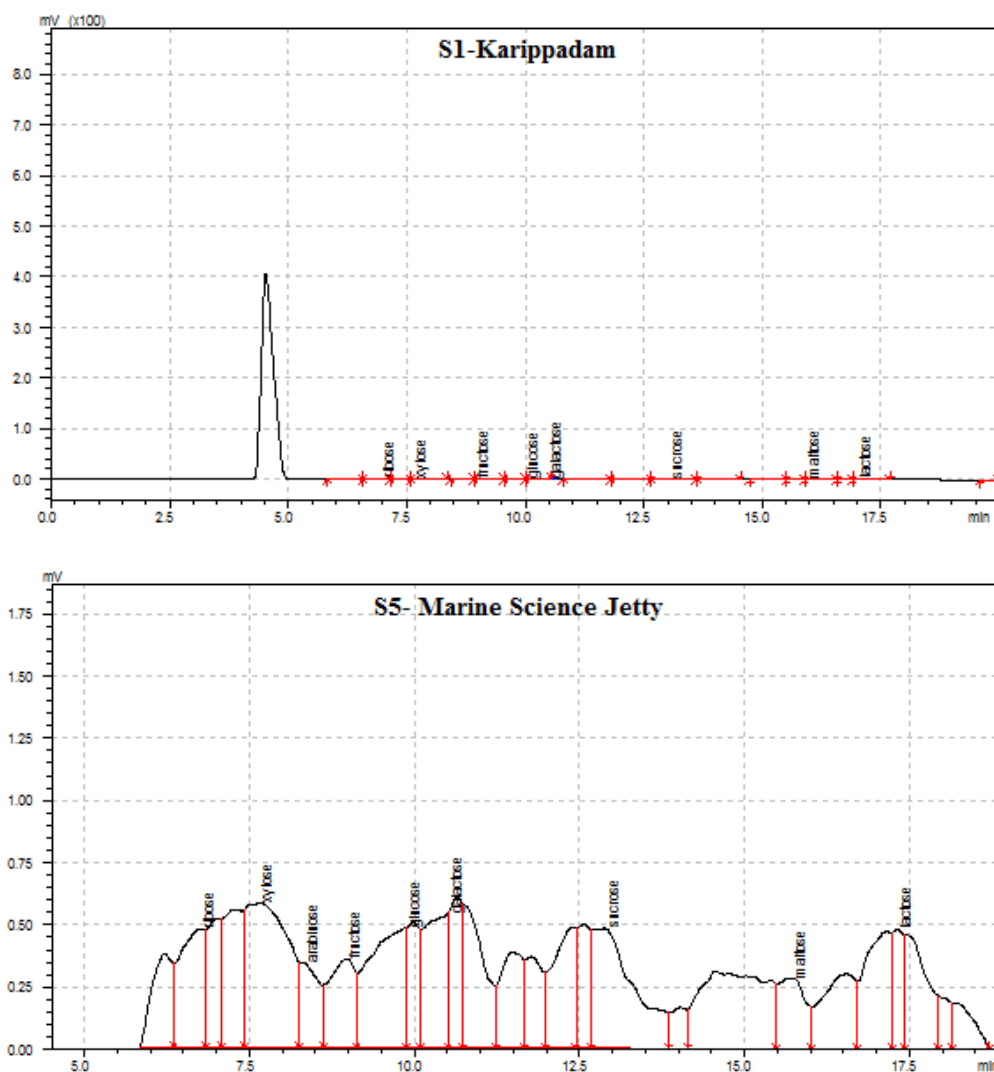 mV (x100)
S1-Karippadam
8.0
7.0
6.0
5.0
4.0
3.0
2.0
1.0
0.0
ribose
xylose
fructose
glucose
galactose
sucrose
maltose
lactose
0.0 2.5 5.0 7.5 10.0 12.5 15.0 17.5 min
mV
S5- Marine Science Jetty
1.75
1.50
1.25
1.00
0.75
0.50
0.25
0.00
ribose
xylose
arabinose
fructose
glucose
galactose
sucrose
maltose
lactose
5.0 7.5 10.0 12.5 15.0 17.5 min